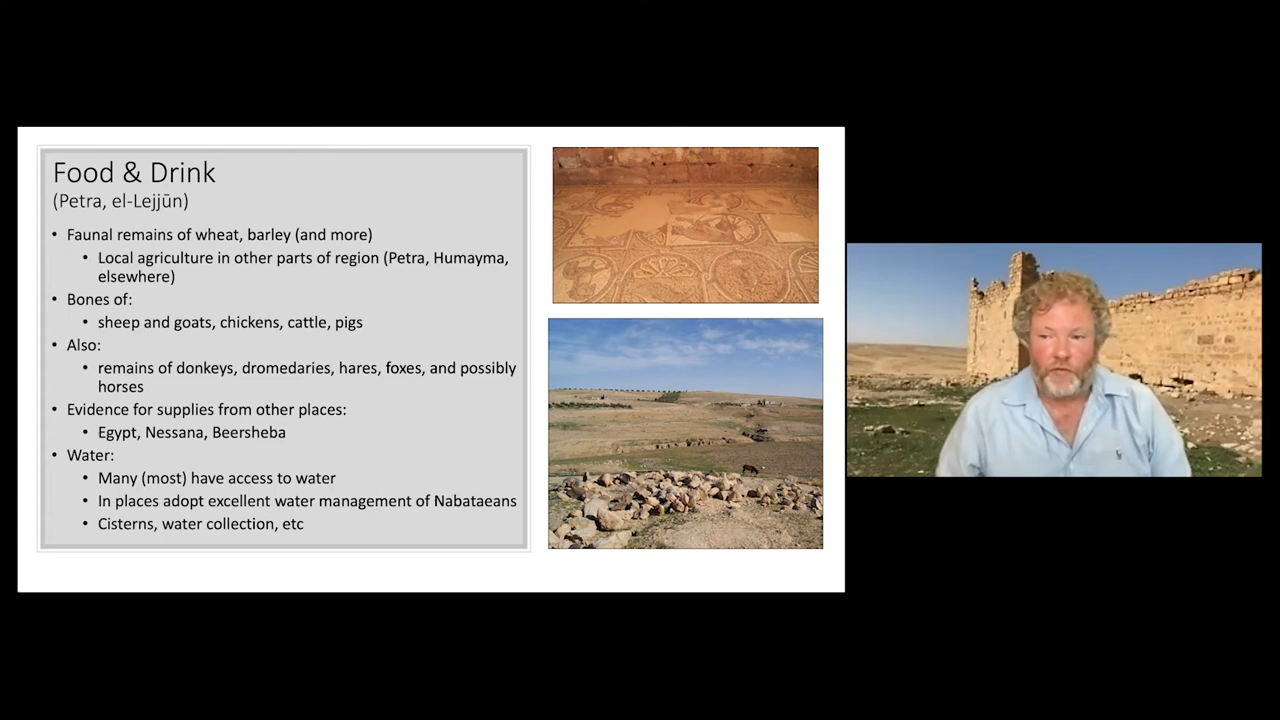 Food & Drink
(Petra, el-Lejjūn)
• Faunal remains of wheat, barley (and more)
• Local agriculture in other parts of region (Petra, Humayma,
elsewhere)
• Bones of:
• sheep and goats, chickens, cattle, pigs
• Also:
• remains of donkeys, dromedaries, hares, foxes, and possibly
horses
• Evidence for supplies from other places:
• Egypt, Nessana, Beersheba
• Water:
• Many (most) have access to water
• In places adopt excellent water management of Nabataeans
• Cisterns, water collection, etc